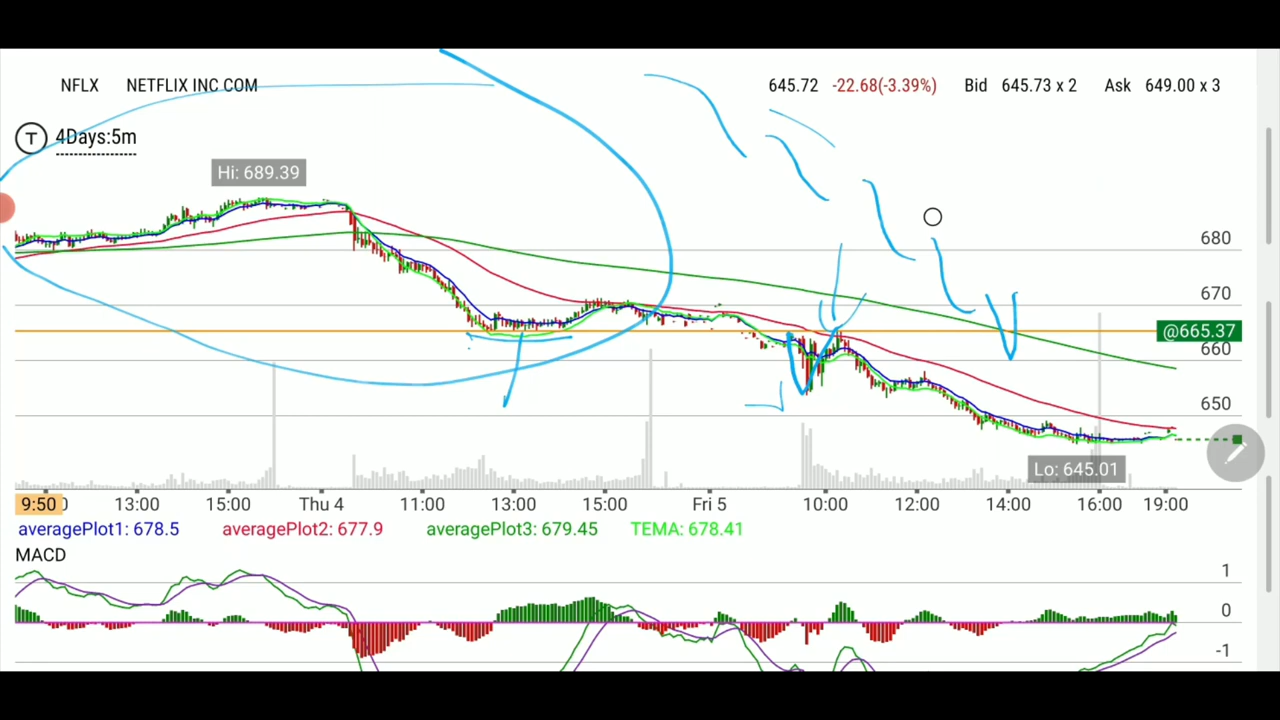 NFLX NETFLIX INC COM 645.72 -22.68(-3.39%) Bid 645.73 x 2 Ask 649.00 x 3
T 4Days:5m
Hi: 689.39
680
670
@665.37
660
650
Lo: 645.01
9:50 13:00 15:00 Thu 4 11:00 13:00 15:00 Fri 5 10:00 12:00 14:00 16:00 19:00
averagePlot1: 678.5 averagePlot2: 677.9 averagePlot3: 679.45 TEMA: 678.41
MACD
1
0
-1